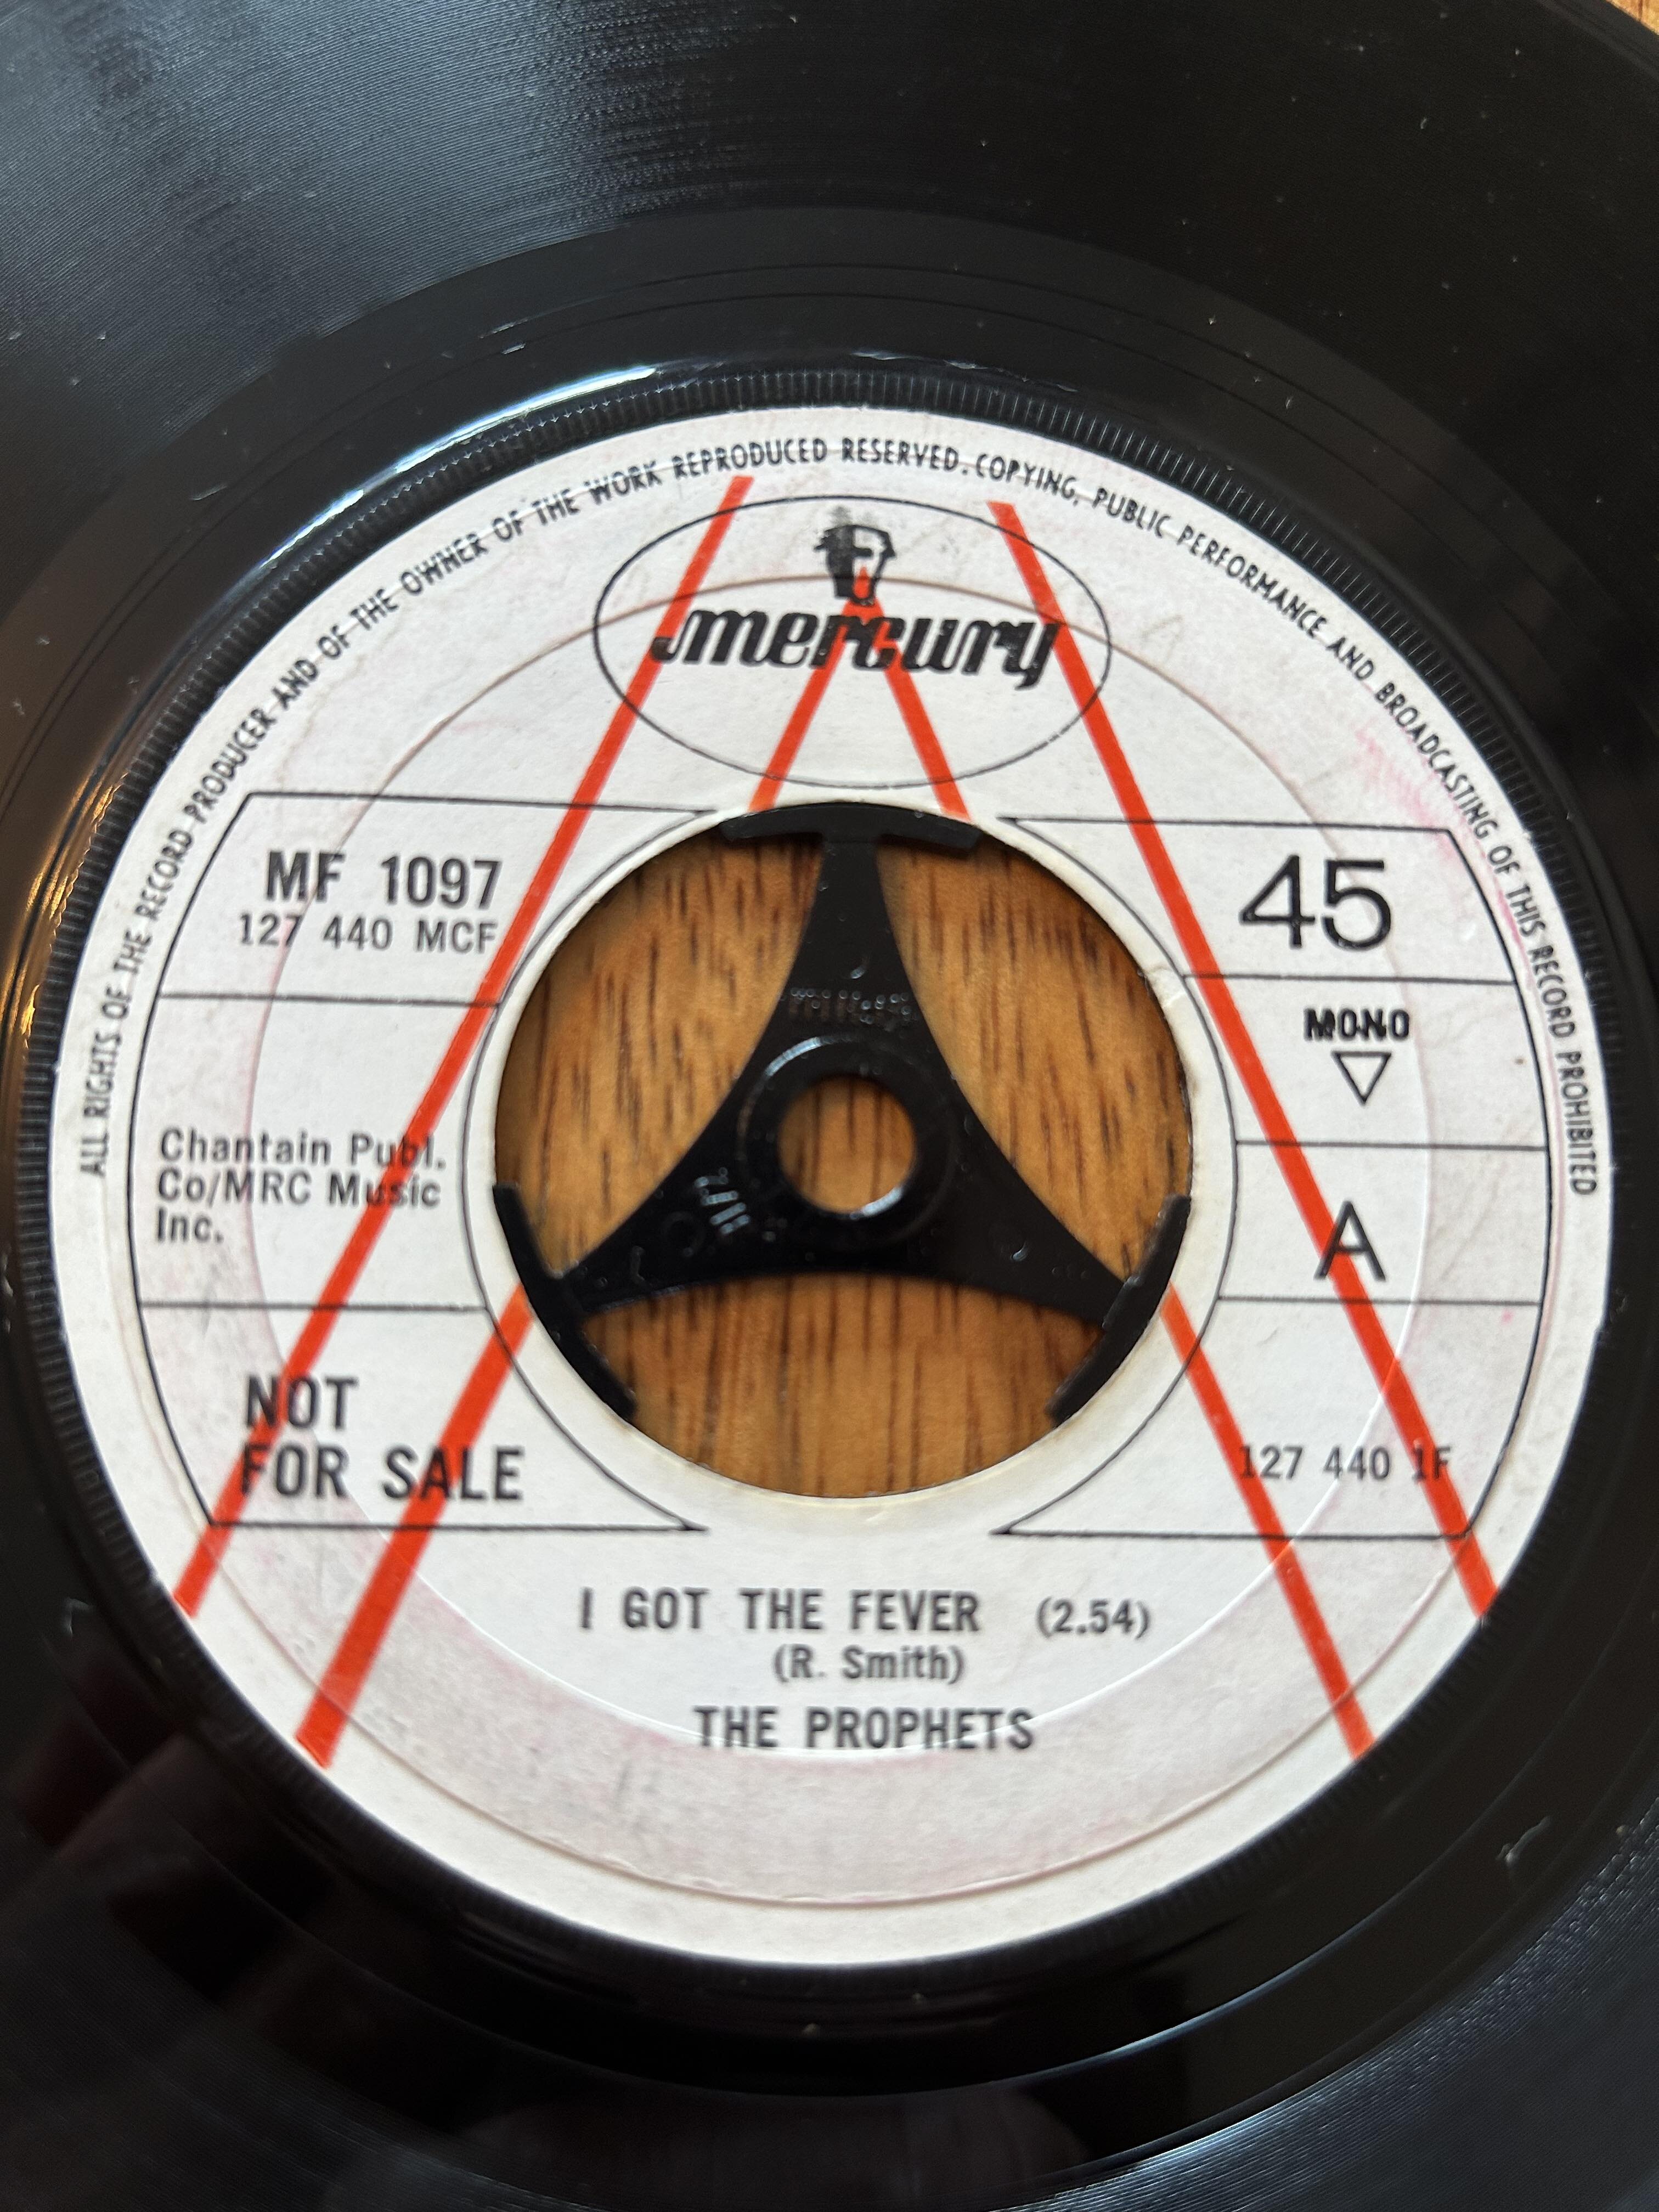 ALL RIGHTS OF THE RECORD PRODUCER AND OF THE OWNER OF THE WORK REPRODUCED RESERVED. COPYING, PUBLIC PERFORMANCE AND BROADCASTING OF THIS RECORD PROHIBITED
mercury
MF 1097
127 440 MCF
45
MONO
Chantain Publ.
Co/MRC Music
Inc.
A
NOT
FOR SALE
127 440 1F
I GOT THE FEVER (2.54)
(R. Smith)
THE PROPHETS